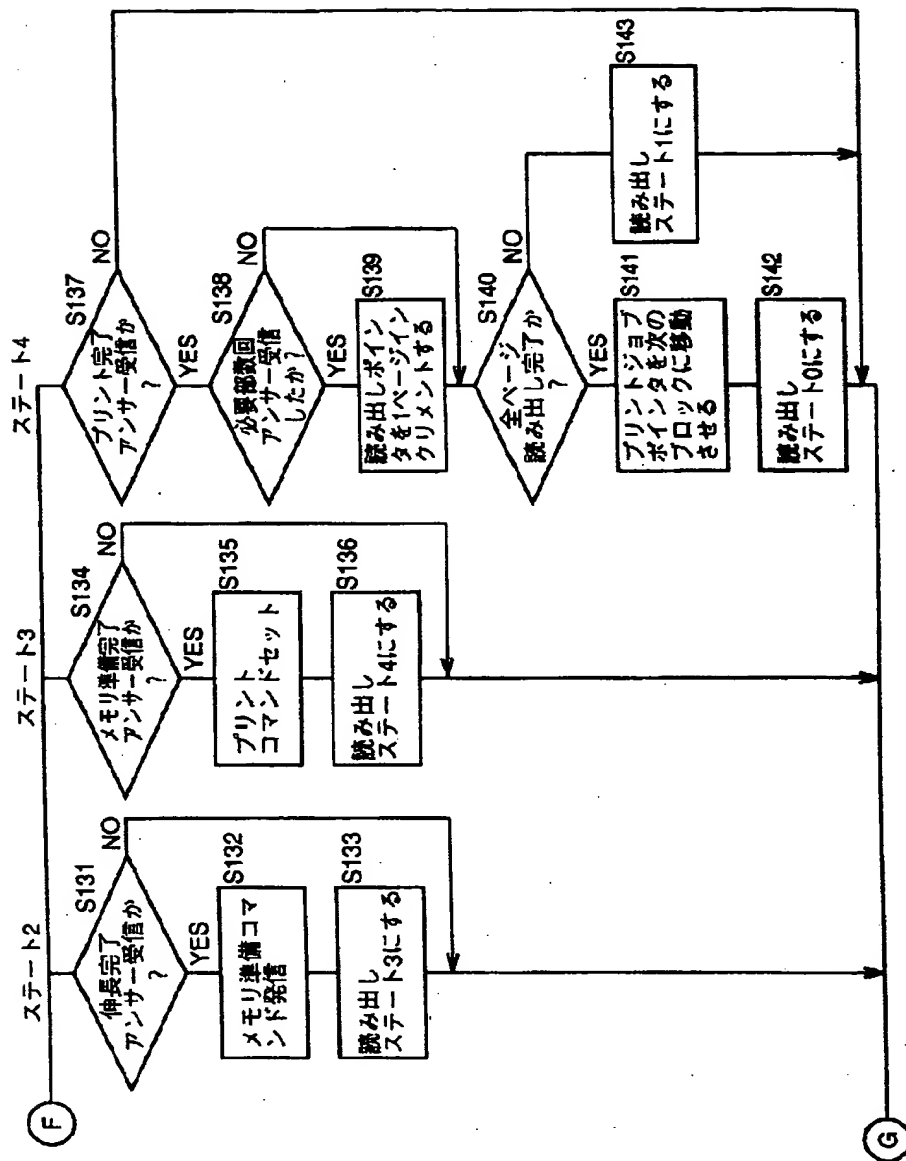 F
ステート2
S131
伸長完了
アンサー受信か
?
NO
YES
S132
メモリ準備コマ
ンド発信
S133
読み出し
ステート3にする
ステート3
S134
メモリ準備完了
アンサー受信か
?
NO
YES
S135
プリント
コマンドセット
S136
読み出し
ステート4にする
ステート4
S137
プリント完了
アンサー受信か
?
NO
YES
S138
必要部数回
アンサー受信
したか?
NO
YES
S139
読み出しポイン
タを1ページイン
クリメントする
S140
全ページ
読み出し完了か
?
NO
YES
S141
プリントジョブ
ポインタを次の
ブロックに移動
させる
S142
読み出し
ステート0にする
S143
読み出し
ステート1にする
G